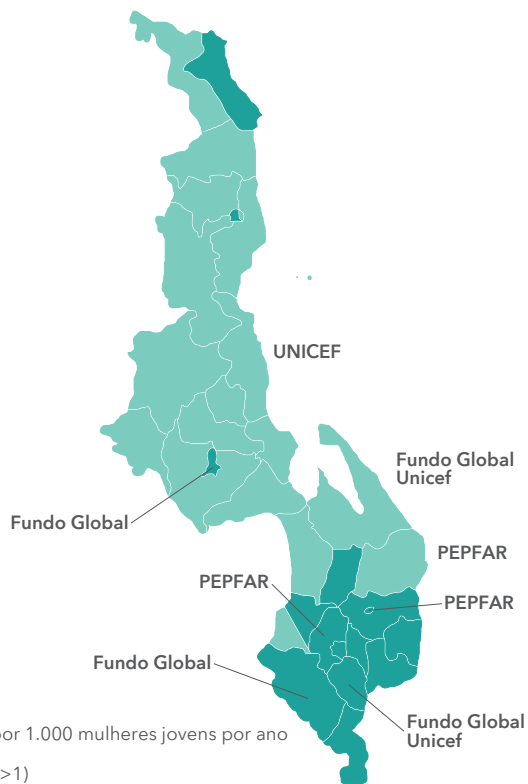 UNICEF
Fundo Global
Unicef
Fundo Global
PEPFAR
PEPFAR
PEPFAR
Fundo Global
Fundo Global
Unicef
por 1.000 mulheres jovens por ano
>1)